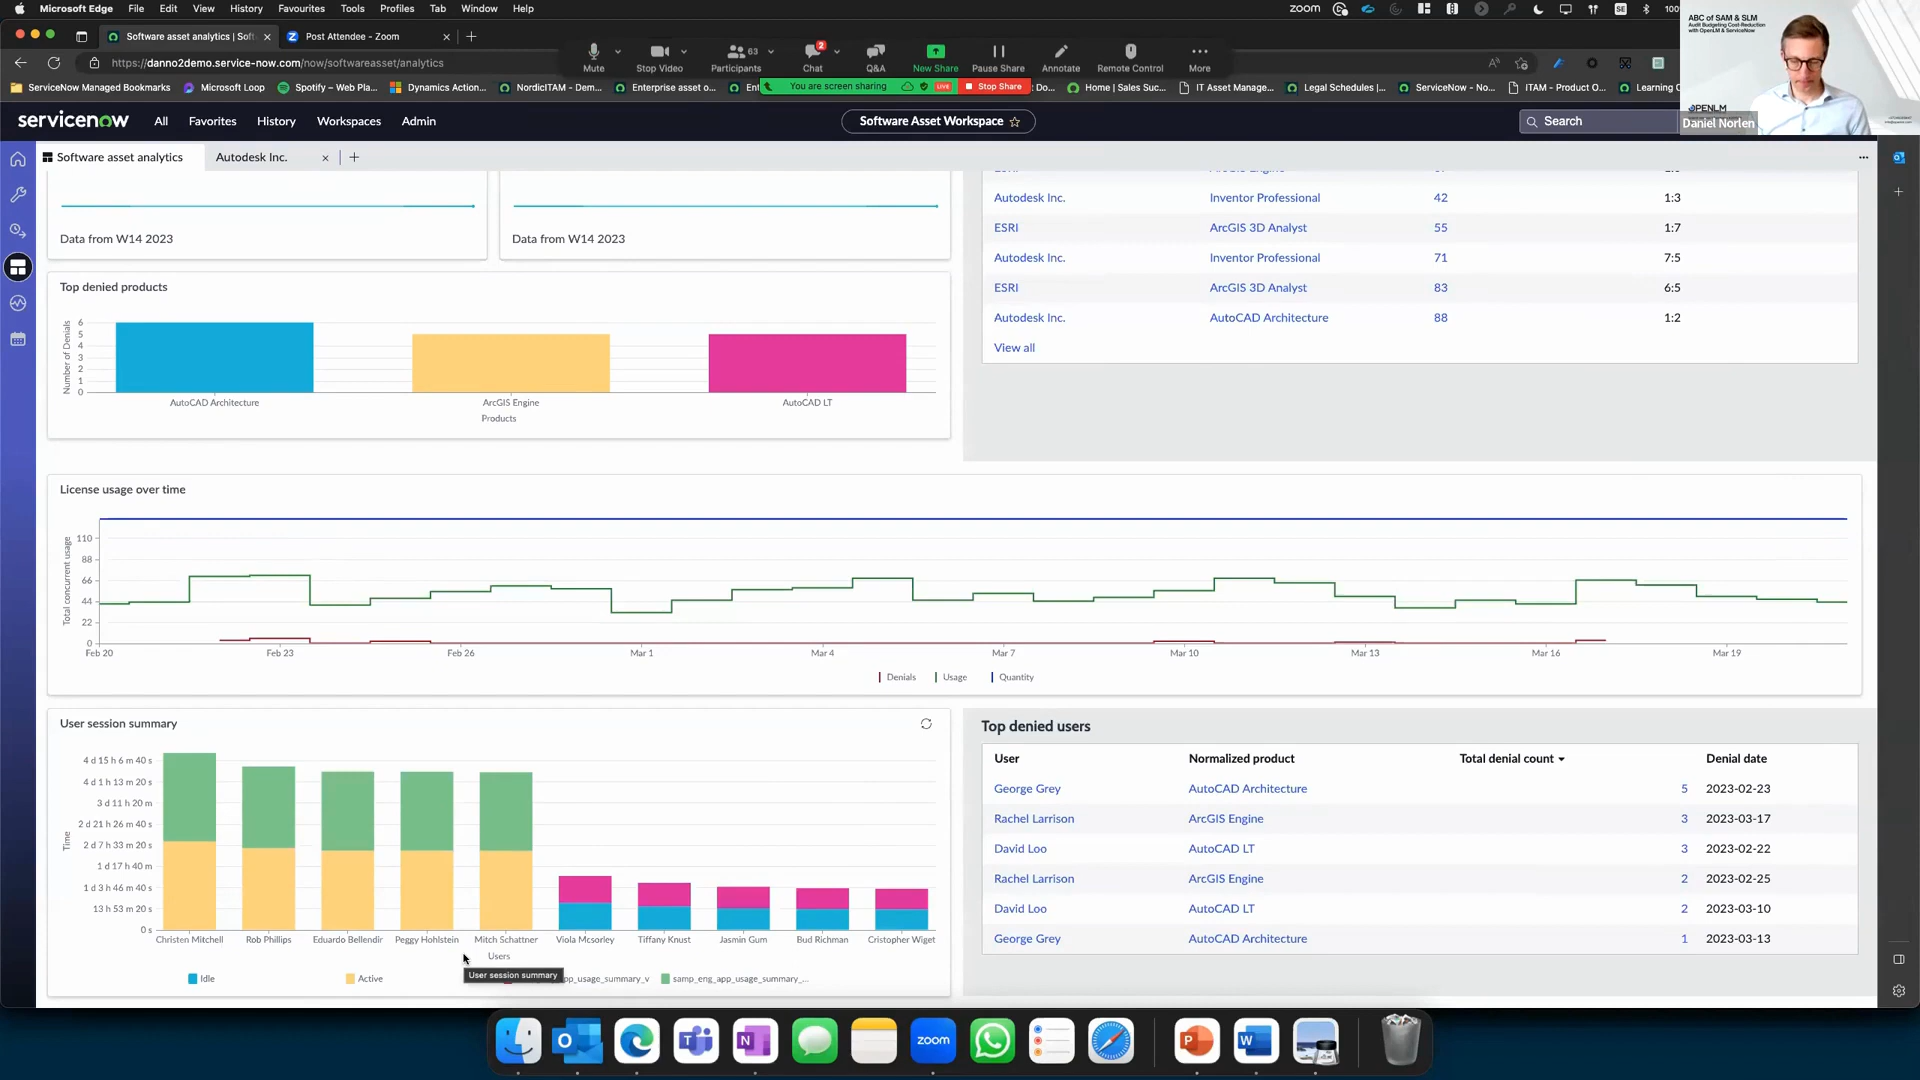 Microsoft Edge File Edit View History Favourites Tools Profiles Tab Window Help
zoom
Software asset analytics | Soft
Post Attendee - Zoom
https://danno2demo.service-now.com/now/softwareasset/analytics
Mute
Stop Video
63
Participants
2
Chat
Q&A
New Share
Pause Share
Annotate
Remote Control
More
ABC of SAM & SLM
Audit Budgeting Cost-Reduction
with OpenLM & ServiceNow
ServiceNow Managed Bookmarks
Microsoft Loop
Spotify – Web Pla...
Dynamics Action...
NordicITAM - Dem...
Enterprise asset o...
You are screen sharing
LIVE
Stop Share
Do...
Home | Sales Suc...
IT Asset Manage...
Legal Schedules |...
ServiceNow - No...
ITAM - Product O...
Learning C
OPENLM
Daniel Norlen
servicenow
All Favorites History Workspaces Admin
Software Asset Workspace
Search
Software asset analytics
Autodesk Inc.
Data from W14 2023
Data from W14 2023
Autodesk Inc. Inventor Professional 42 1:3
ESRI ArcGIS 3D Analyst 55 1:7
Autodesk Inc. Inventor Professional 71 7:5
ESRI ArcGIS 3D Analyst 83 6:5
Autodesk Inc. AutoCAD Architecture 88 1:2
View all
Top denied products
Number of Denials
6
5
4
3
2
1
0
AutoCAD Architecture ArcGIS Engine AutoCAD LT
Products
License usage over time
Total concurrent usage
110
88
66
44
22
0
Feb 20 Feb 23 Feb 26 Mar 1 Mar 4 Mar 7 Mar 10 Mar 13 Mar 16 Mar 19
Denials Usage Quantity
User session summary
Time
4 d 15 h 6 m 40 s
4 d 1 h 13 m 20 s
3 d 11 h 20 m
2 d 21 h 26 m 40 s
2 d 7 h 33 m 20 s
1 d 17 h 40 m
1 d 3 h 46 m 40 s
13 h 53 m 20 s
0 s
Christen Mitchell Rob Phillips Eduardo Bellendir Peggy Hohlstein Mitch Schattner Viola Mcsorley Tiffany Knust Jasmin Gum Bud Richman Cristopher Wiget
Users
User session summary
Idle Active pp_usage_summary_v samp_eng_app_usage_summary_...
Top denied users
User Normalized product Total denial count Denial date
George Grey AutoCAD Architecture 5 2023-02-23
Rachel Larrison ArcGIS Engine 3 2023-03-17
David Loo AutoCAD LT 3 2023-02-22
Rachel Larrison ArcGIS Engine 2 2023-02-25
David Loo AutoCAD LT 2 2023-03-10
George Grey AutoCAD Architecture 1 2023-03-13
zoom